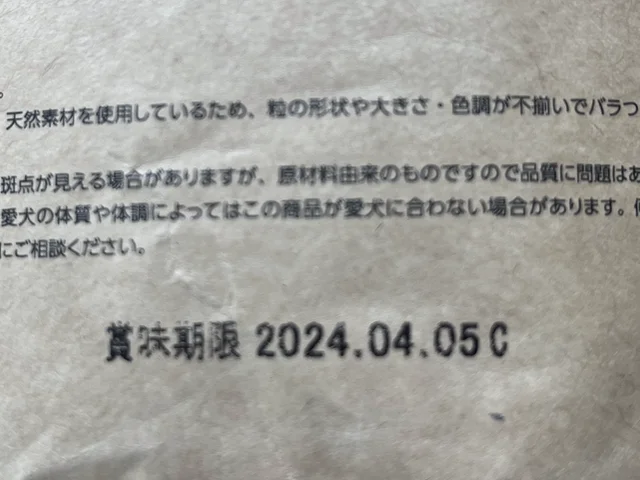 。
天然素材を使用しているため、粒の形状や大きさ・色調が不揃いでバラつ
斑点が見える場合がありますが、原材料由来のものですので品質に問題はあ
愛犬の体質や体調によってはこの商品が愛犬に合わない場合があります。何
にご相談ください。
賞味期限 2024.04.05C